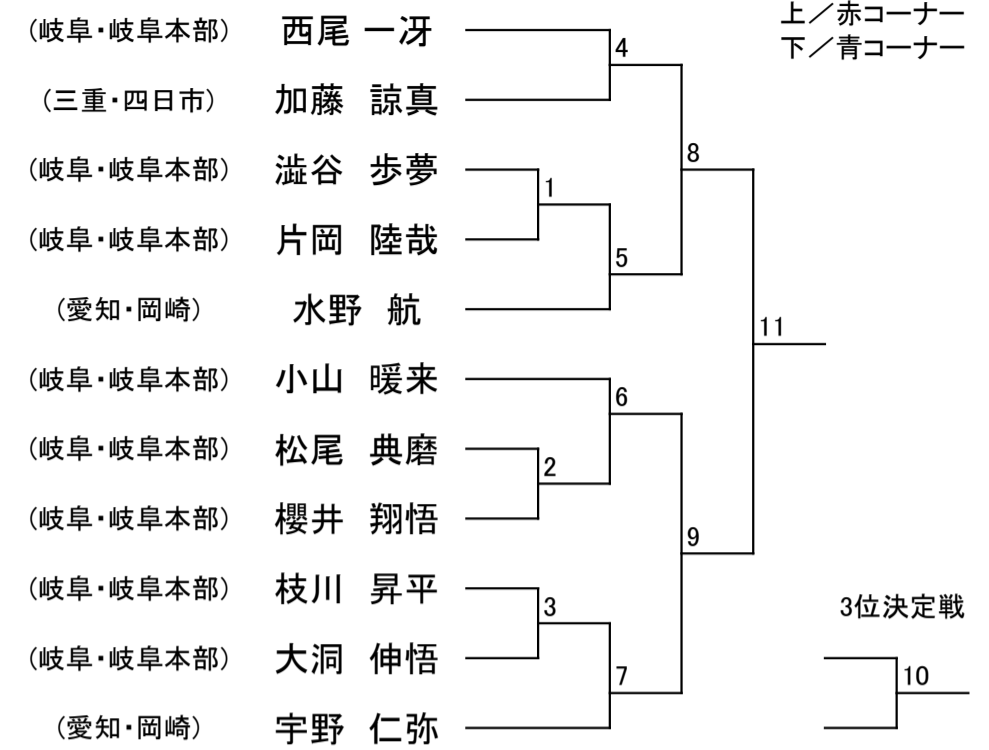 上／赤コーナー
下／青コーナー
(岐阜・岐阜本部) 西尾 一冴
4
(三重・四日市) 加藤 諒真
8
(岐阜・岐阜本部) 澁谷 歩夢
1
(岐阜・岐阜本部) 片岡 陸哉
5
(愛知・岡崎) 水野 航
11
(岐阜・岐阜本部) 小山 暖来
6
(岐阜・岐阜本部) 松尾 典磨
2
(岐阜・岐阜本部) 櫻井 翔悟
9
(岐阜・岐阜本部) 枝川 昇平
3位決定戦
3
(岐阜・岐阜本部) 大洞 伸悟
7
10
(愛知・岡崎) 宇野 仁弥